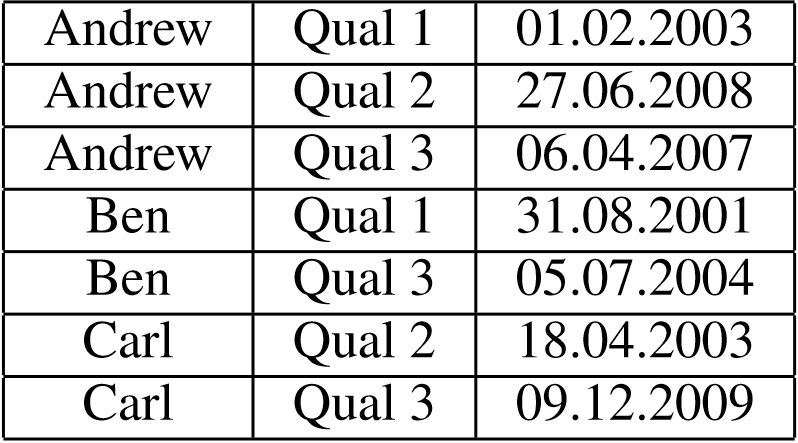 Andrew Qual 1 01.02.2003
Andrew Qual 2 27.06.2008
Andrew Qual 3 06.04.2007
Ben Qual 1 31.08.2001
Ben Qual 3 05.07.2004
Carl Qual 2 18.04.2003
Carl Qual 3 09.12.2009